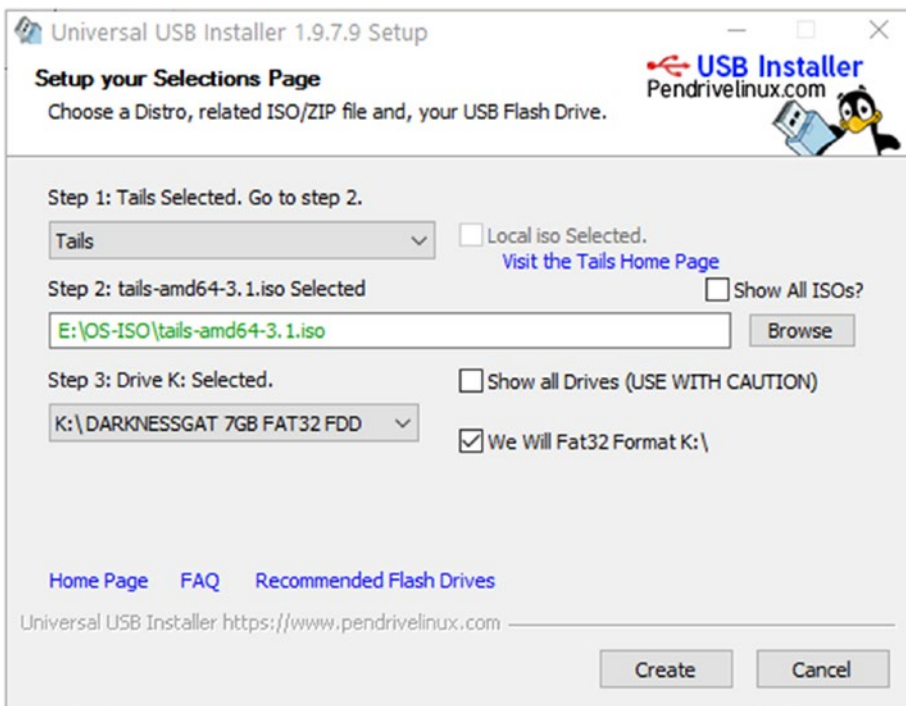 Universal USB Installer 1.9.7.9 Setup
Setup your Selections Page
Choose a Distro, related ISO/ZIP file and, your USB Flash Drive.
USB Installer
Pendrivelinux.com
Step 1: Tails Selected. Go to step 2.
Tails
Local iso Selected.
Visit the Tails Home Page
Step 2: tails-amd64-3.1.iso Selected
Show All ISOs?
E:\OS-ISO\tails-amd64-3.1.iso
Browse
Step 3: Drive K: Selected.
Show all Drives (USE WITH CAUTION)
K:\ DARKNESSGAT 7GB FAT32 FDD
We Will Fat32 Format K:\
Home Page FAQ Recommended Flash Drives
Universal USB Installer https://www.pendrivelinux.com
Create Cancel